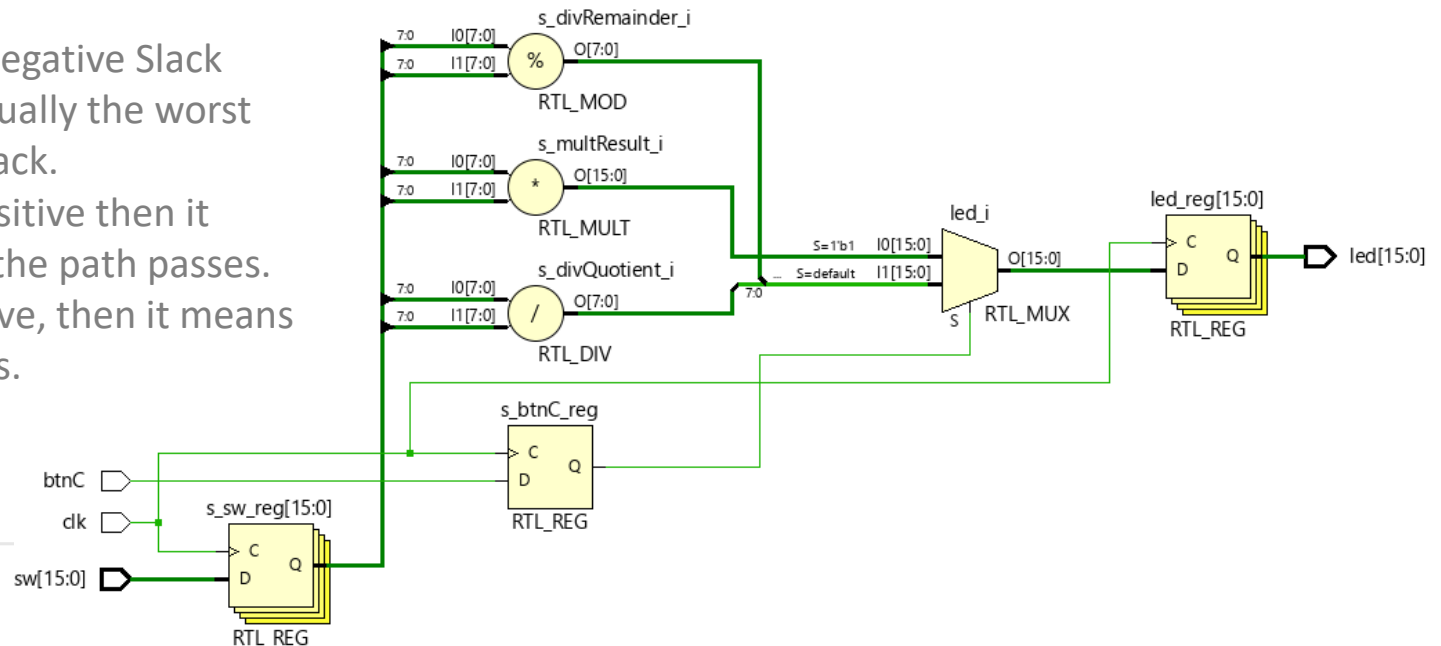 egative Slack
ually the worst
ack.
sitive then it
the path passes.
ve, then it means
s.
s_divRemainder_i
7:0 I0[7:0]
7:0 I1[7:0]
%
O[7:0]
RTL_MOD
s_multResult_i
7:0 I0[7:0]
7:0 I1[7:0]
*
O[15:0]
RTL_MULT
s_divQuotient_i
7:0 I0[7:0]
7:0 I1[7:0]
/
O[7:0]
RTL_DIV
led_i
S=1'b1 I0[15:0]
... S=default I1[15:0]
7:0
O[15:0]
S
RTL_MUX
led_reg[15:0]
C
D
Q
RTL_REG
led[15:0]
s_btnC_reg
C
D
Q
RTL_REG
btnC
clk
sw[15:0]
s_sw_reg[15:0]
C
D
Q
RTL_REG